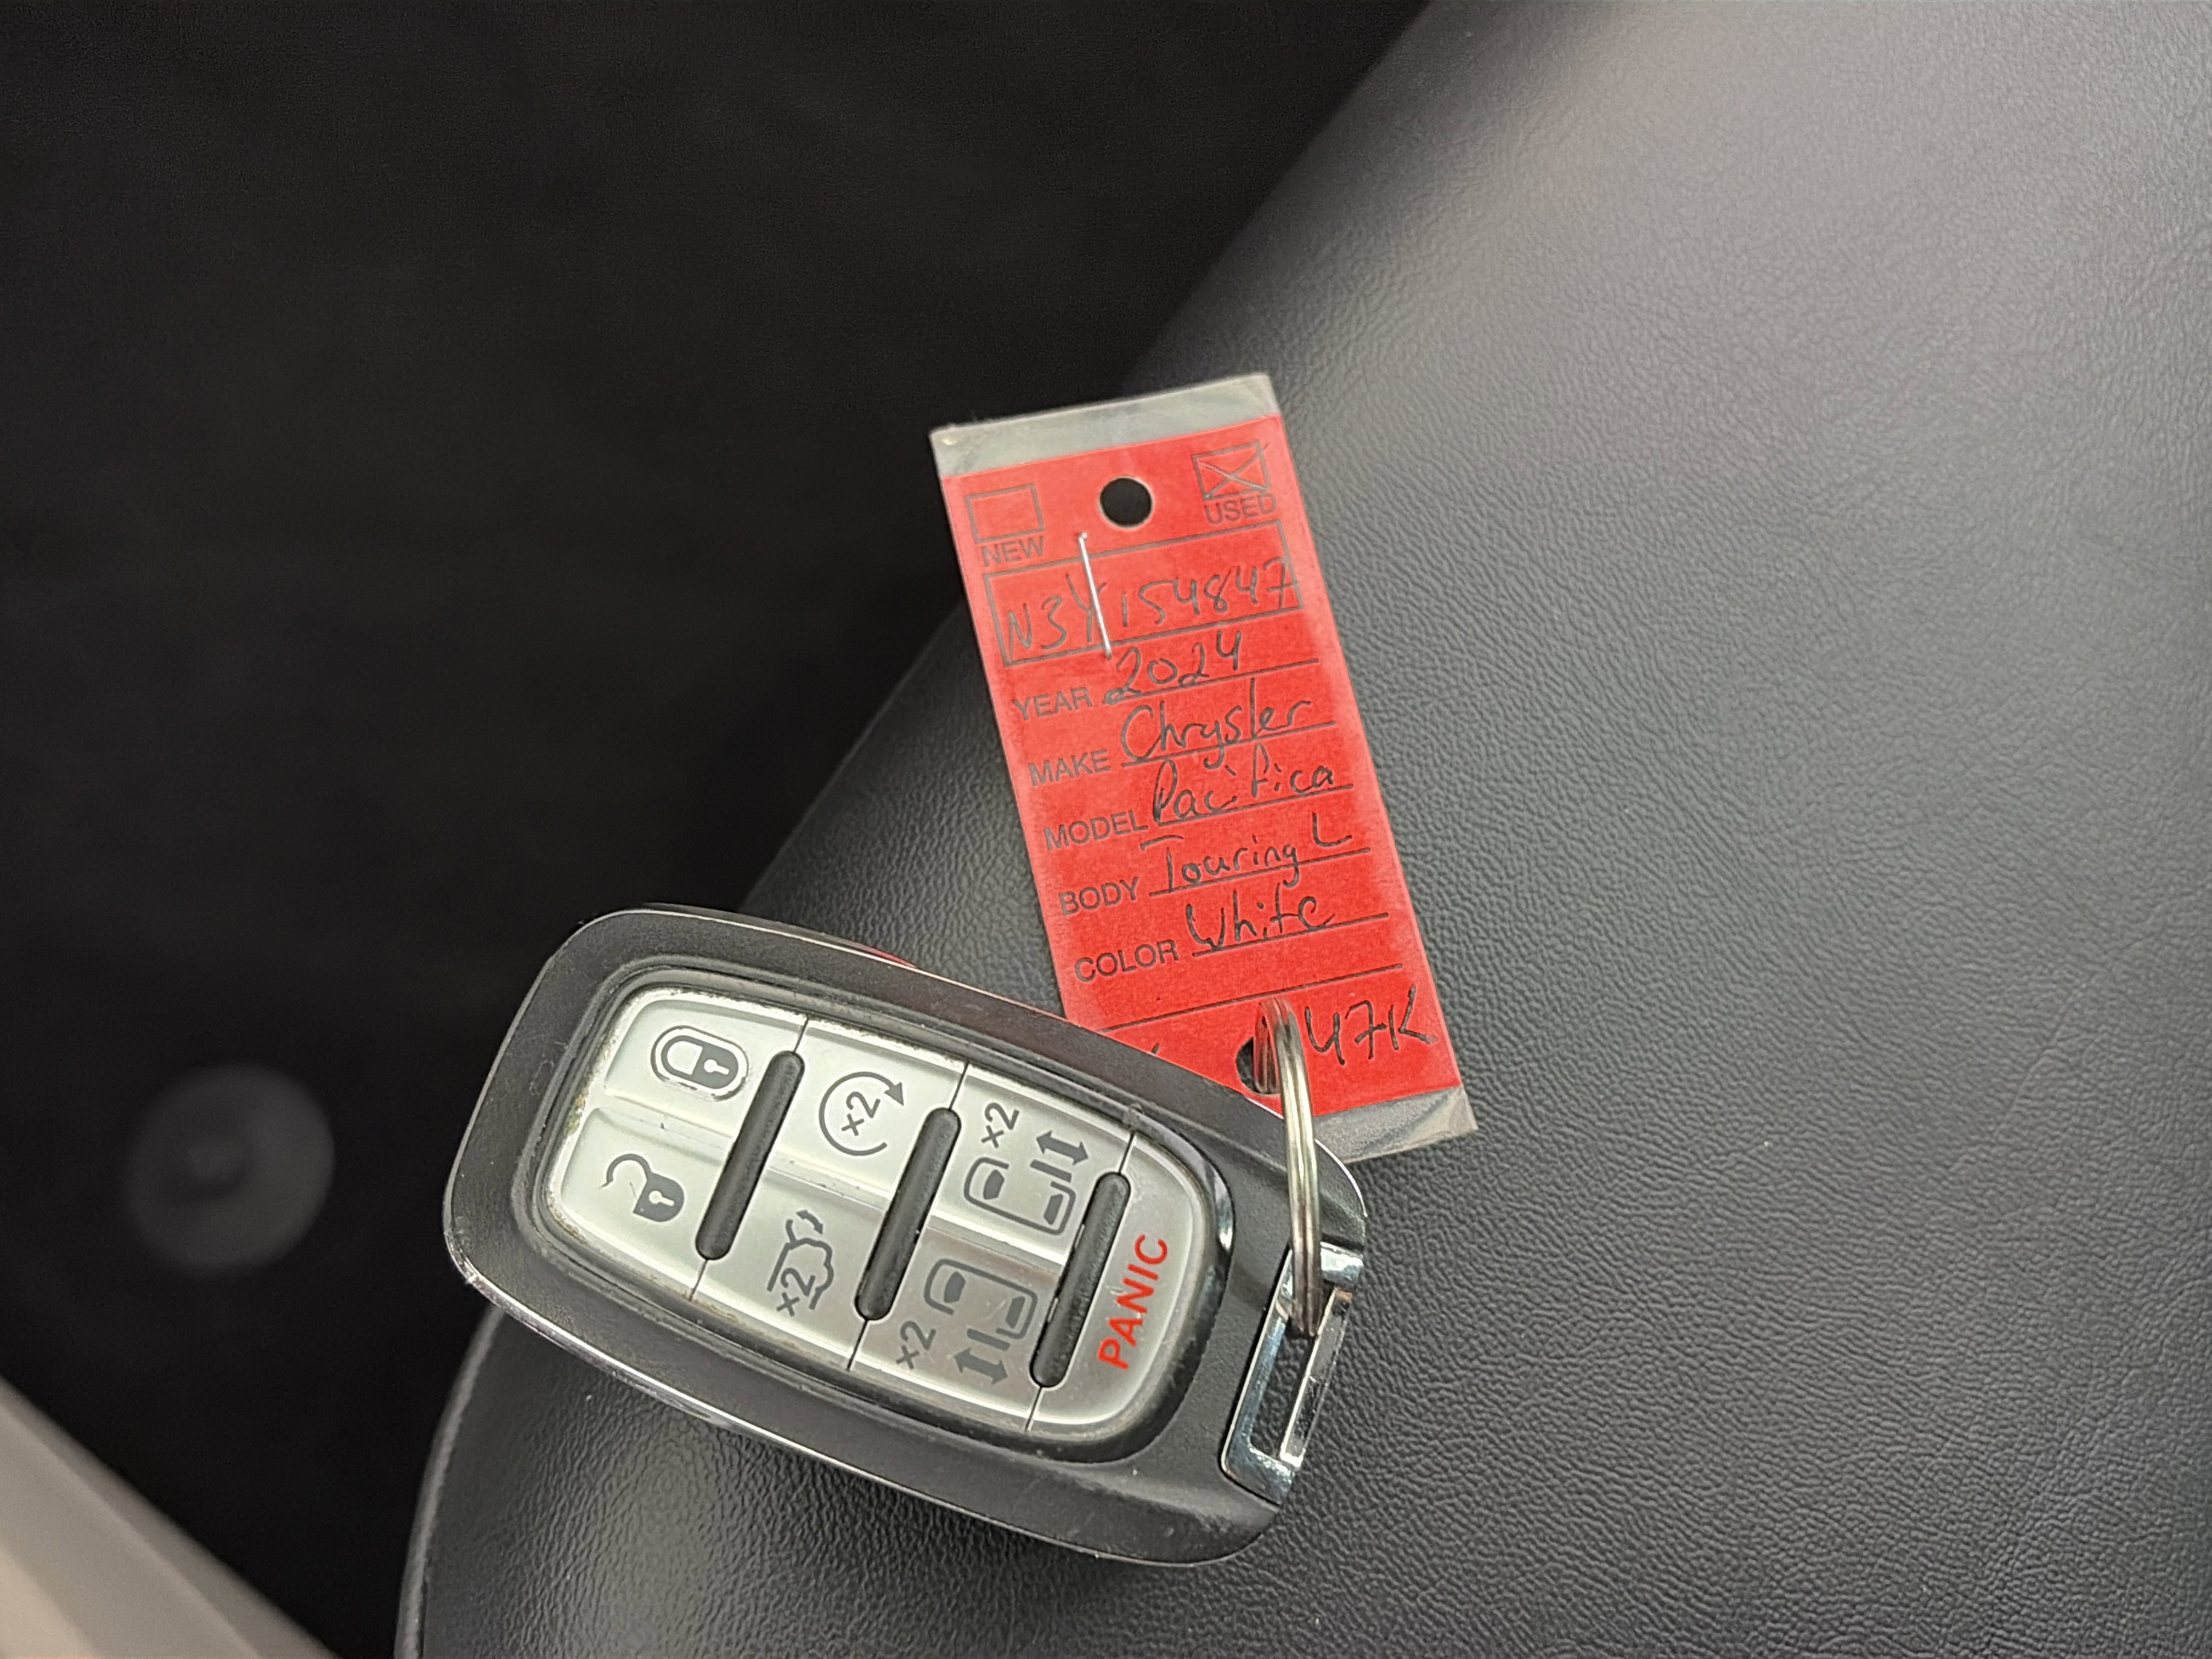 NEW USED
N3Y154847
YEAR 2024
MAKE Chrysler
MODEL Pacifica
BODY Touring L
COLOR White
47K
x2
x2
x2
x2
PANIC